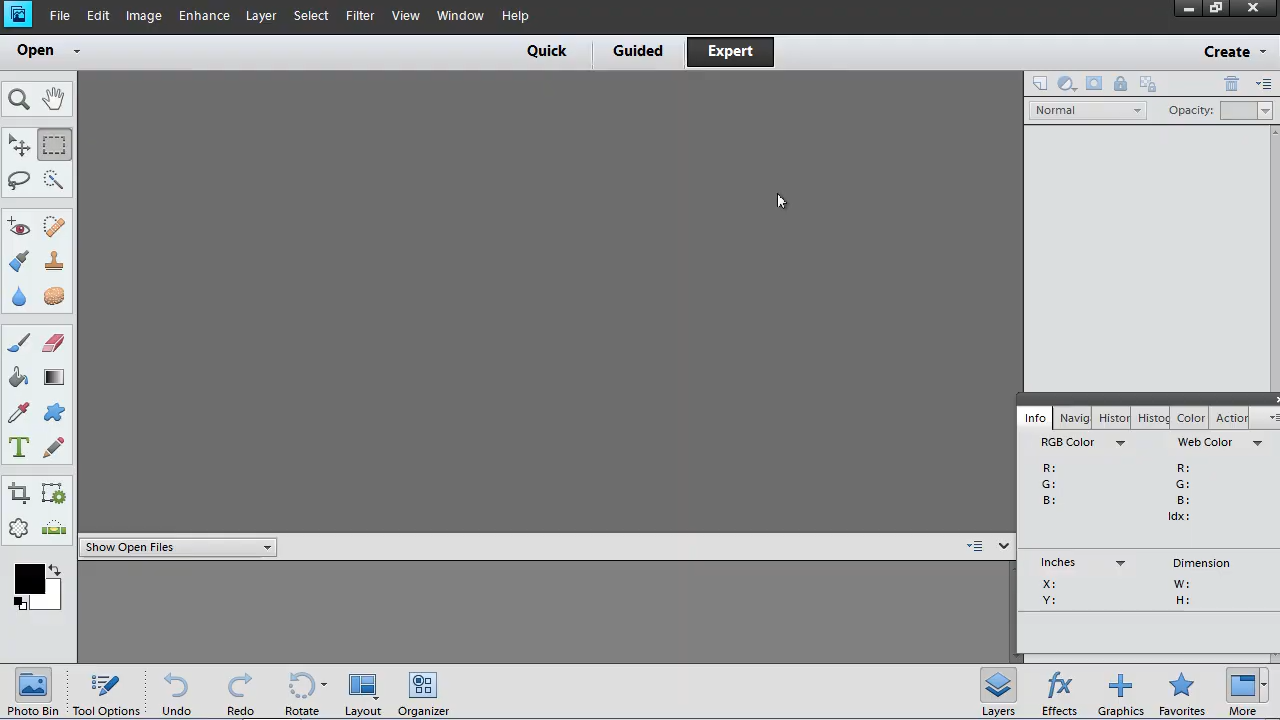 File Edit Image Enhance Layer Select Filter View Window Help
Open Quick Guided Expert Create
Normal Opacity:
Info Navig Histor Histog Color Action
RGB Color Web Color
R: R:
G: G:
B: B:
Idx:
Show Open Files
Inches Dimension
X: W:
Y: H:
T
Photo Bin Tool Options Undo Redo Rotate Layout Organizer fx Layers Effects Graphics Favorites More